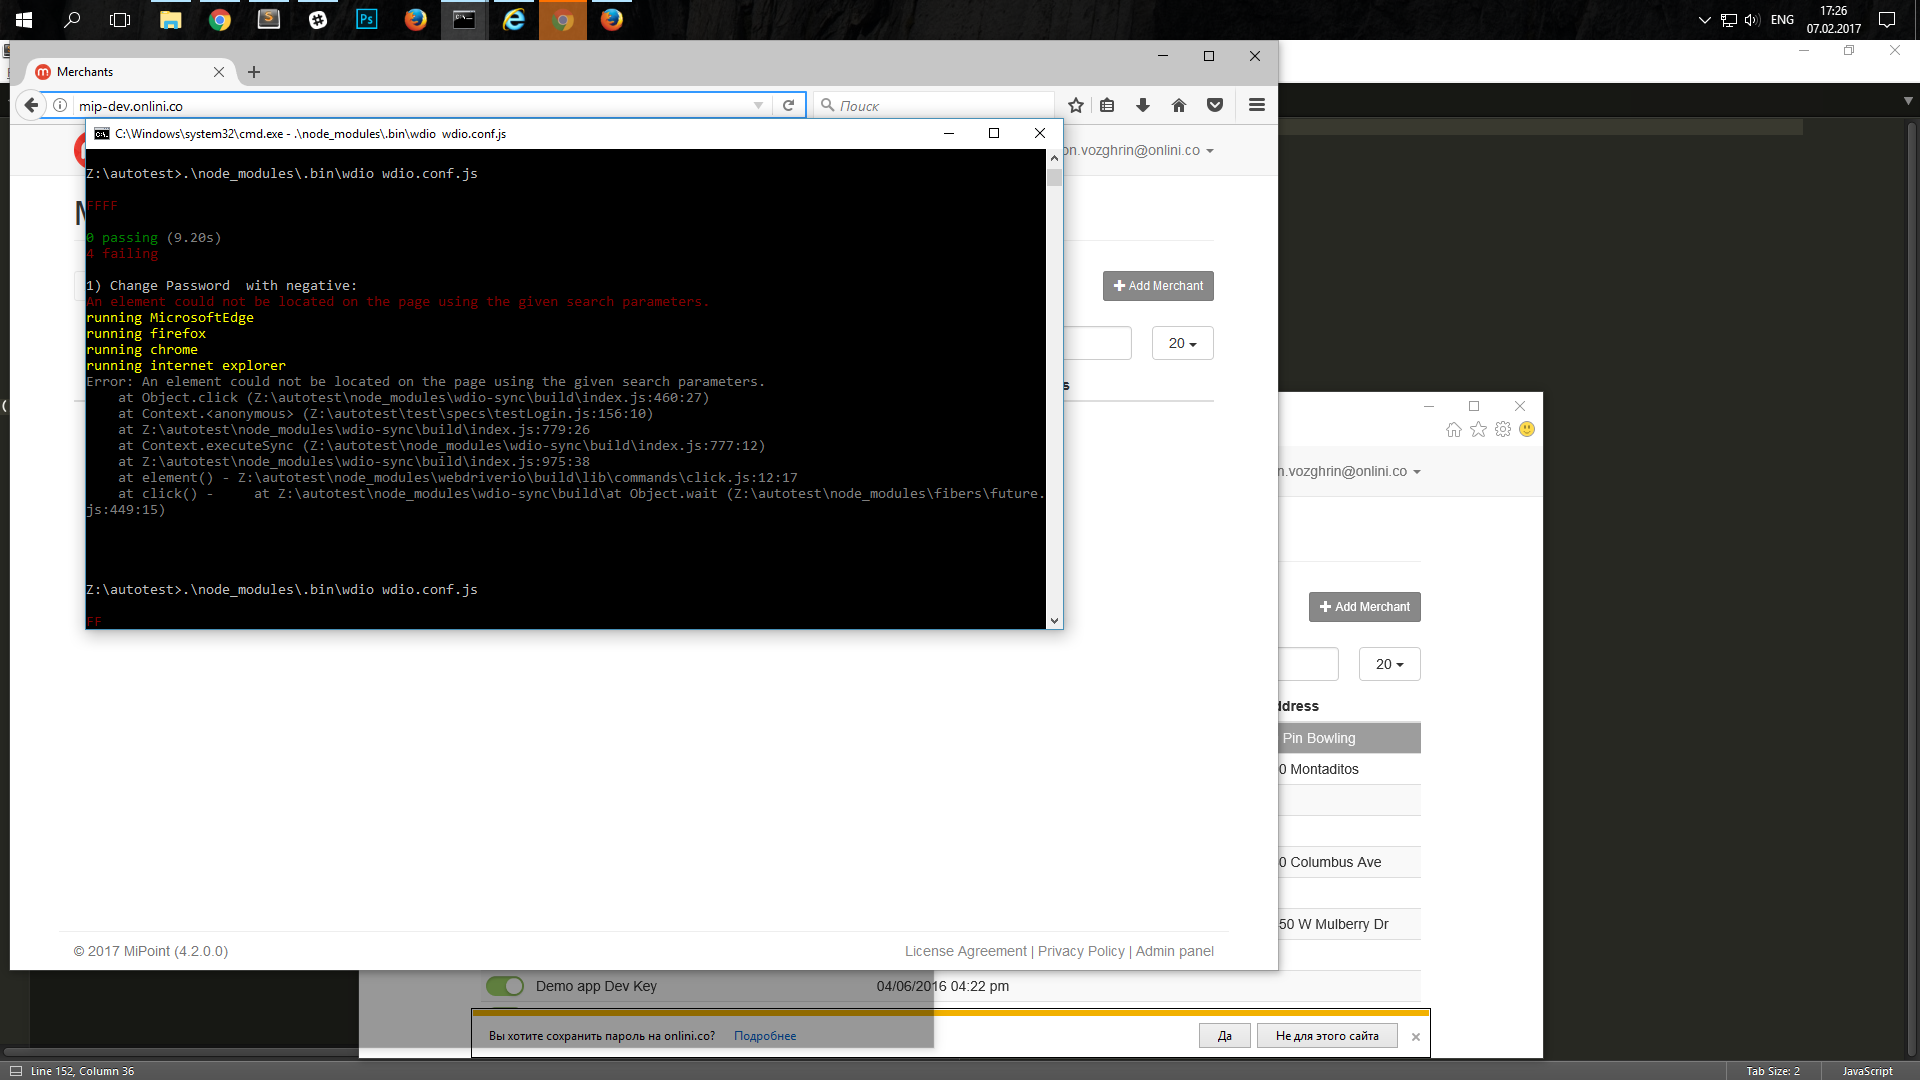 ENG
17:26
07.02.2017
Merchants
mip-dev.onlini.co
Поиск
C:\Windows\system32\cmd.exe - .\node_modules\.bin\wdio wdio.conf.js
on.vozghrin@onlini.co
Z:\autotest>.\node_modules\.bin\wdio wdio.conf.js
FFFF
0 passing (9.20s)
4 failing
1) Change Password  with negative:
An element could not be located on the page using the given search parameters.
running MicrosoftEdge
running firefox
running chrome
running internet explorer
Error: An element could not be located on the page using the given search parameters.
at Object.click (Z:\autotest\node_modules\wdio-sync\build\index.js:460:27)
at Context.<anonymous> (Z:\autotest\test\specs\testLogin.js:156:10)
at Z:\autotest\node_modules\wdio-sync\build\index.js:779:26
at Context.executeSync (Z:\autotest\node_modules\wdio-sync\build\index.js:777:12)
at Z:\autotest\node_modules\wdio-sync\build\index.js:975:38
at element() - Z:\autotest\node_modules\webdriverio\build\lib\commands\click.js:12:17
at click() -     at Z:\autotest\node_modules\wdio-sync\build\at Object.wait (Z:\autotest\node_modules\fibers\future.
js:449:15)
Z:\autotest>.\node_modules\.bin\wdio wdio.conf.js
FF
Add Merchant
20
n.vozghrin@onlini.co
Add Merchant
20
ddress
Pin Bowling
0 Montaditos
0 Columbus Ave
50 W Mulberry Dr
© 2017 MiPoint (4.2.0.0)
License Agreement | Privacy Policy | Admin panel
Demo app Dev Key
04/06/2016 04:22 pm
Вы хотите сохранить пароль на onlini.co?
Подробнее
Да
Не для этого сайта
Line 152, Column 36
Tab Size: 2
JavaScript